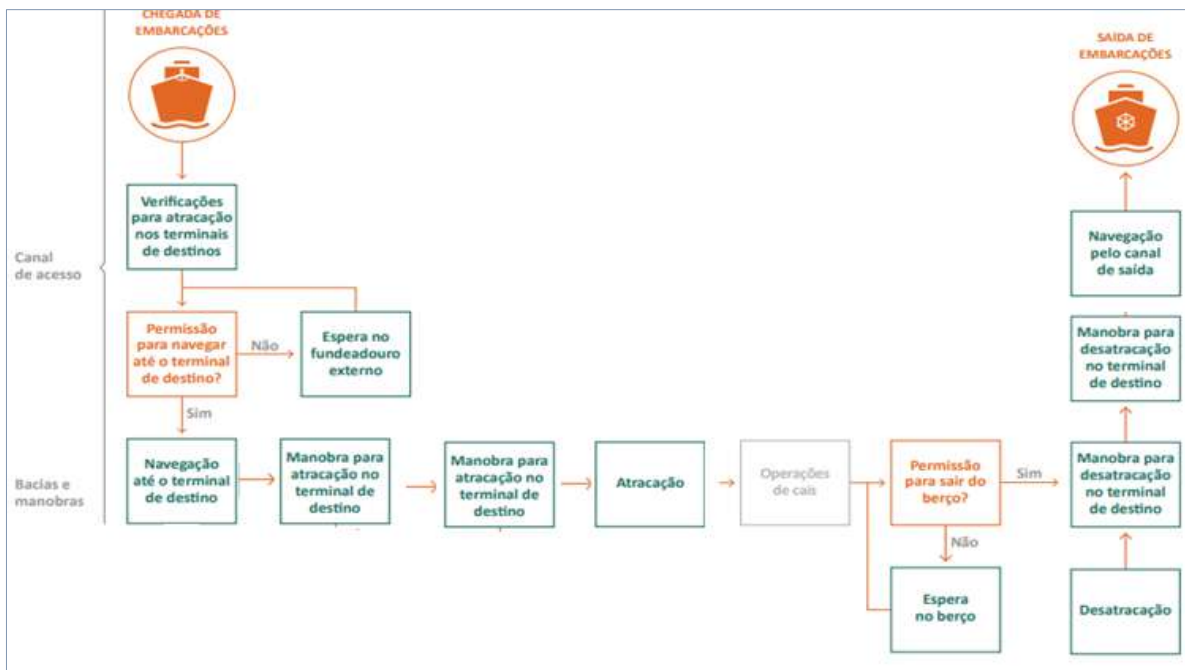 CHEGADA DE
EMBARCAÇÕES
SAÍDA DE
EMBARCAÇÕES
Verificações
para atracação
nos terminais
de destinos
Canal
de acesso
Permissão
para navegar
até o terminal
de destino?
Não
Espera no
fundeadouro
externo
Sim
Navegação
pelo canal
de saída
Manobra para
desatracação
no terminal
de destino
Bacias e
manobras
Navegação
até o terminal
de destino
Manobra para
atracação no
terminal de
destino
Manobra para
atracação no
terminal de
destino
Atracação
Operações
de cais
Permissão
para sair do
berço?
Sim
Manobra para
desatracação
no terminal
de destino
Não
Espera
no berço
Desatracação